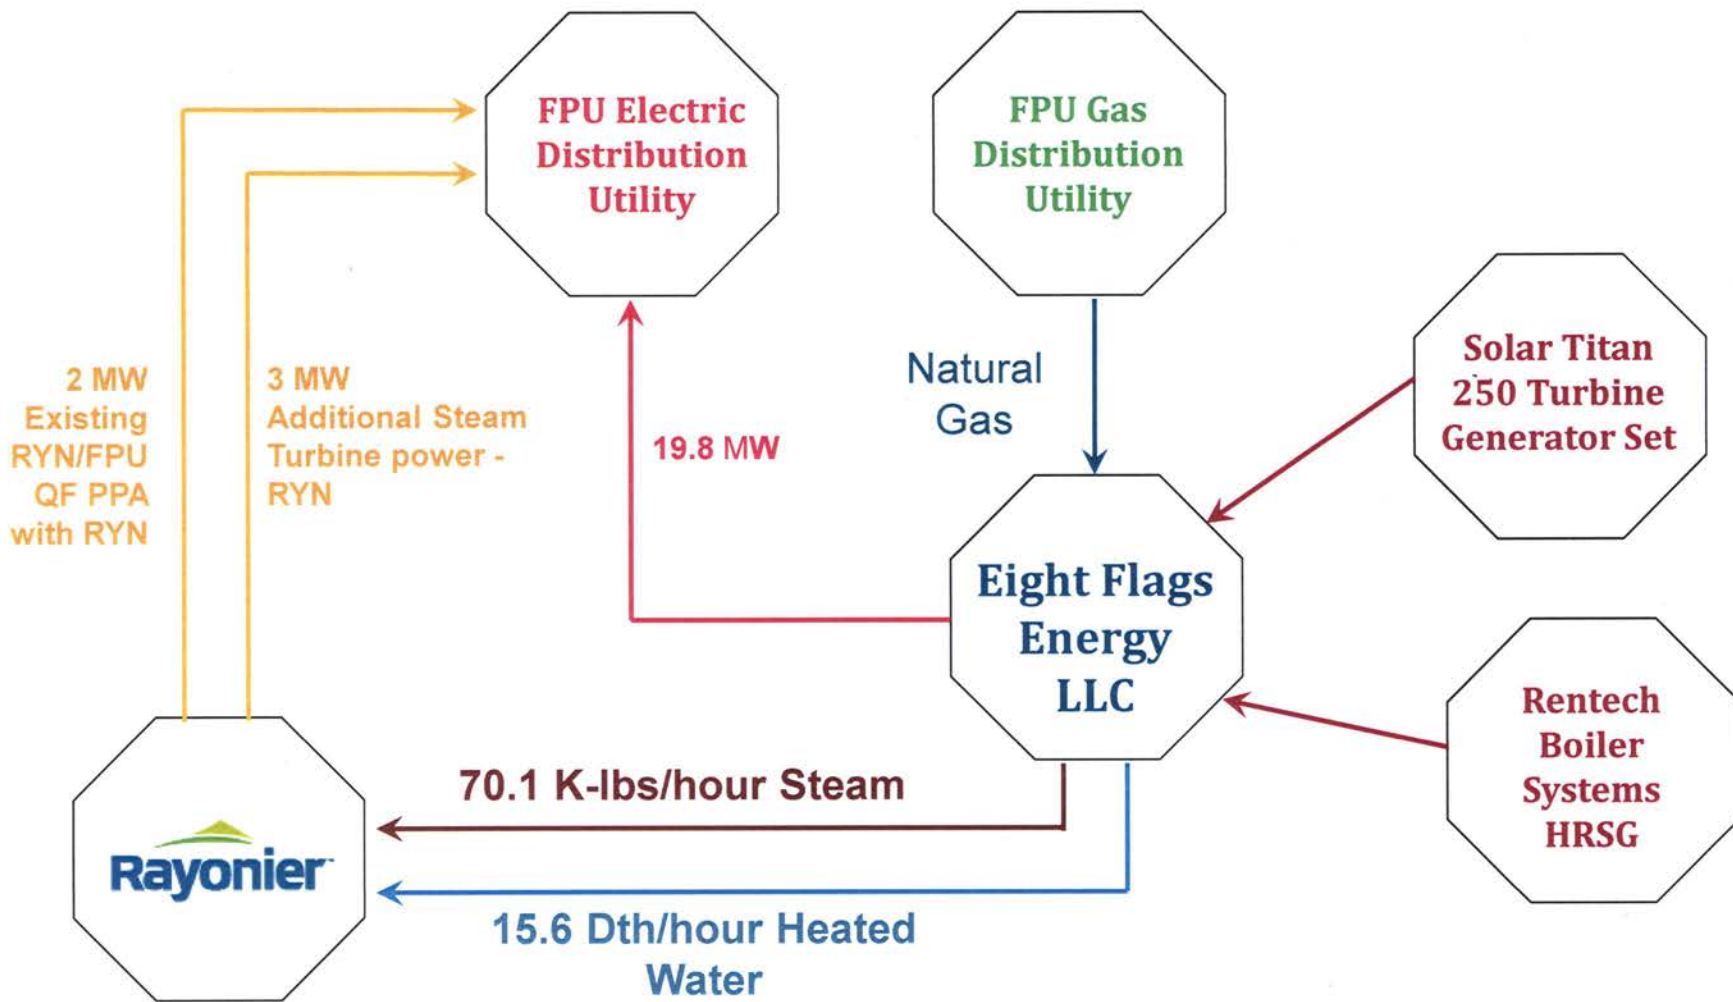 FPU Electric
Distribution
Utility
FPU Gas
Distribution
Utility
Solar Titan
250 Turbine
Generator Set
Natural
Gas
2 MW
Existing
RYN/FPU
QF PPA
with RYN
3 MW
Additional Steam
Turbine power -
RYN
19.8 MW
Eight Flags
Energy
LLC
Rentech
Boiler
Systems
HRSG
70.1 K-lbs/hour Steam
Rayonier
15.6 Dth/hour Heated
Water